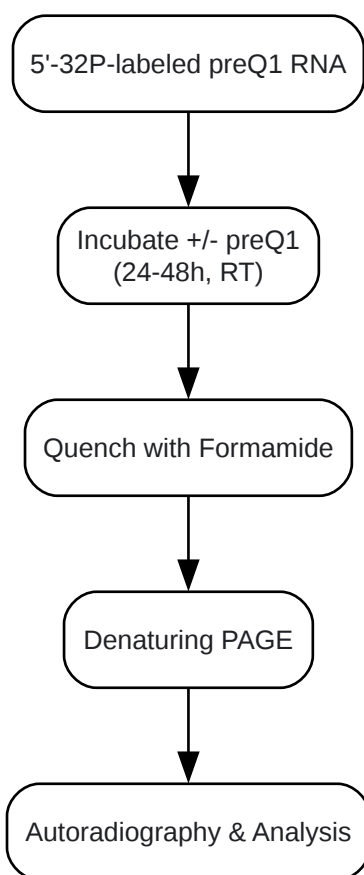 5'-32P-labeled preQ1 RNA
Incubate +/- preQ1
(24-48h, RT)
Quench with Formamide
Denaturing PAGE
Autoradiography & Analysis